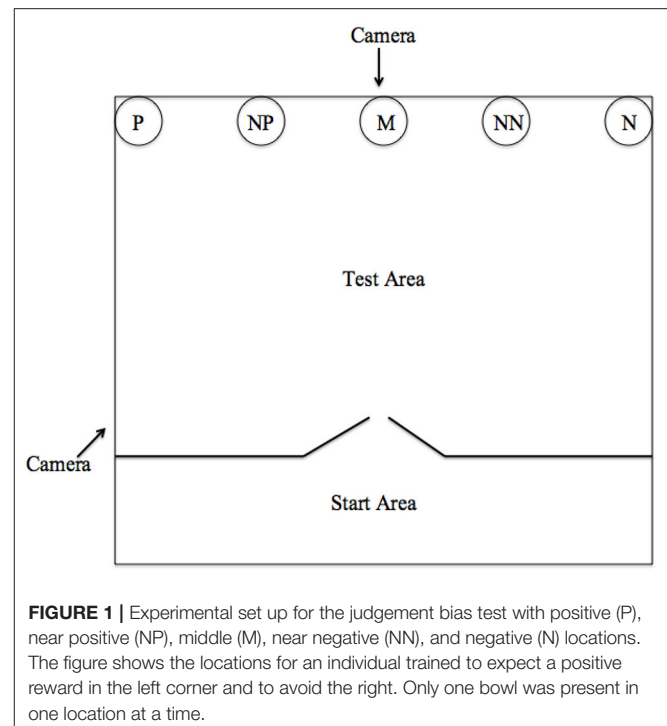 Camera
P NP M NN N
Test Area
Camera
Start Area
FIGURE 1 | Experimental set up for the judgement bias test with positive (P),
near positive (NP), middle (M), near negative (NN), and negative (N) locations.
The figure shows the locations for an individual trained to expect a positive
reward in the left corner and to avoid the right. Only one bowl was present in
one location at a time.